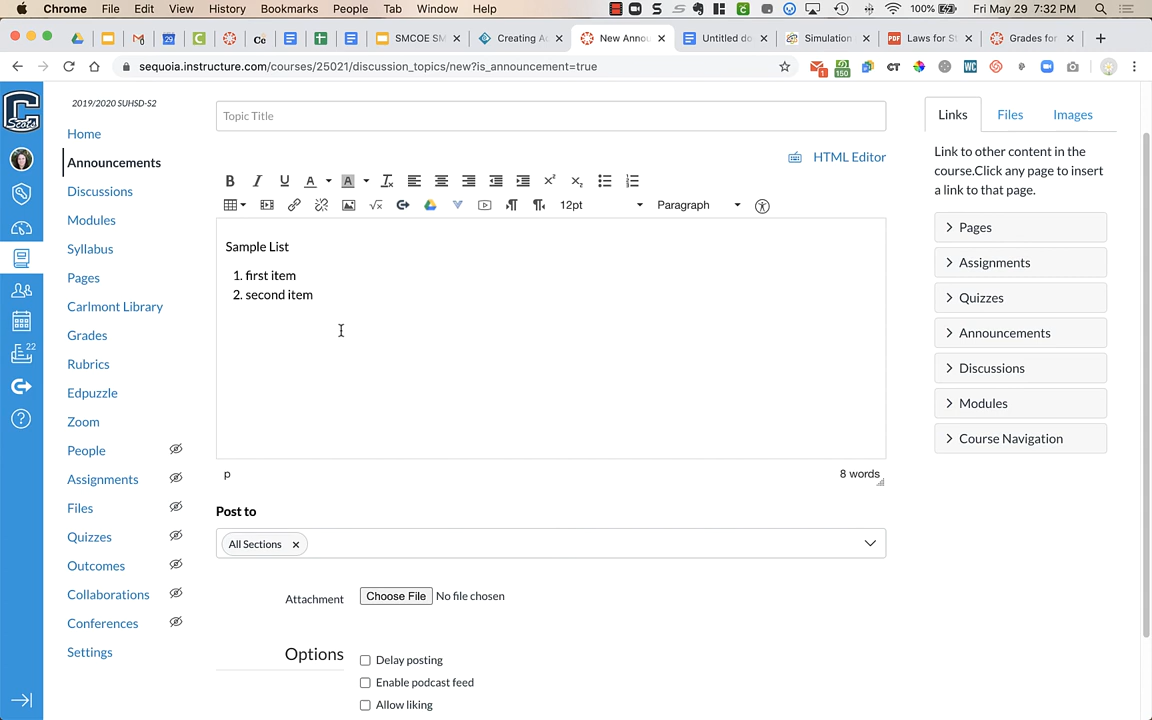 Chrome File Edit View History Bookmarks People Tab Window Help 100% Fri May 29 7:32 PM
SMCOE SM Creating A New Annou Untitled do Simulation Laws for S Grades for
sequoia.instructure.com/courses/25021/discussion_topics/new?is_announcement=true
2019/2020 SUHSD-52
Home
Announcements
Discussions
Modules
Syllabus
Pages
Carlmont Library
Grades
Rubrics
Edpuzzle
Zoom
People
Assignments
Files
Quizzes
Outcomes
Collaborations
Conferences
Settings
22
Topic Title
HTML Editor
12pt Paragraph
Sample List
1. first item
2. second item
p 8 words
Post to
All Sections
Attachment Choose File No file chosen
Options
Delay posting
Enable podcast feed
Allow liking
Links Files Images
Link to other content in the
course.Click any page to insert
a link to that page.
Pages
Assignments
Quizzes
Announcements
Discussions
Modules
Course Navigation